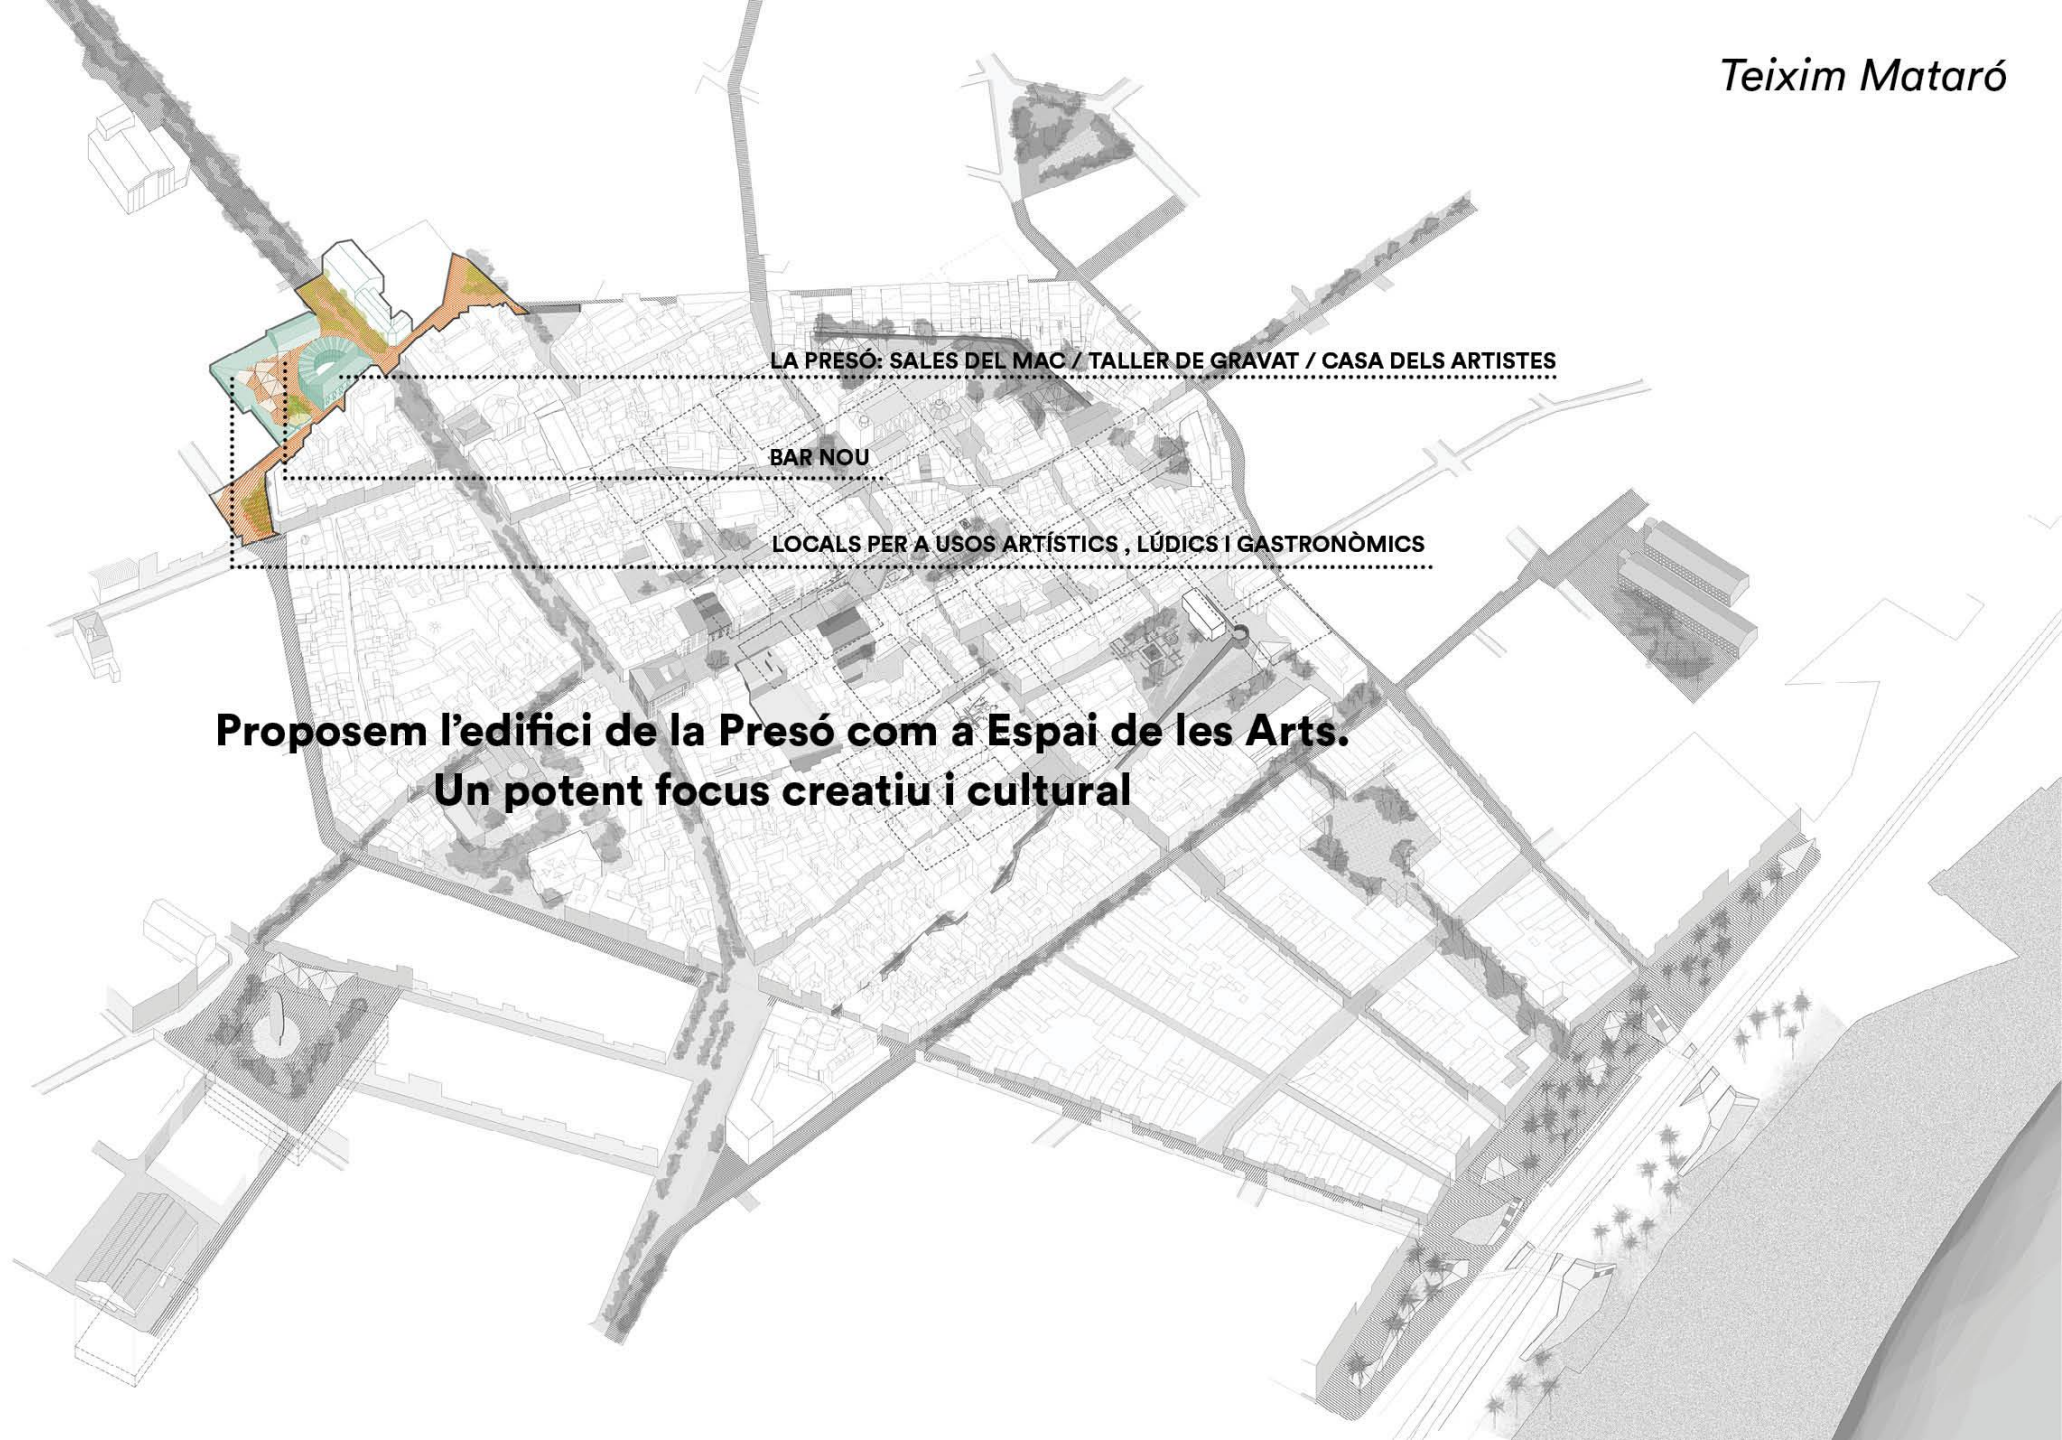 Teixim Mataró
LA PRESÓ: SALES DEL MAC / TALLER DE GRAVAT / CASA DELS ARTISTES
BAR NOU
LOCALS PER A USOS ARTÍSTICS , LÚDICS I GASTRONÒMICS
Proposem l’edifici de la Presó com a Espai de les Arts.
Un potent focus creatiu i cultural